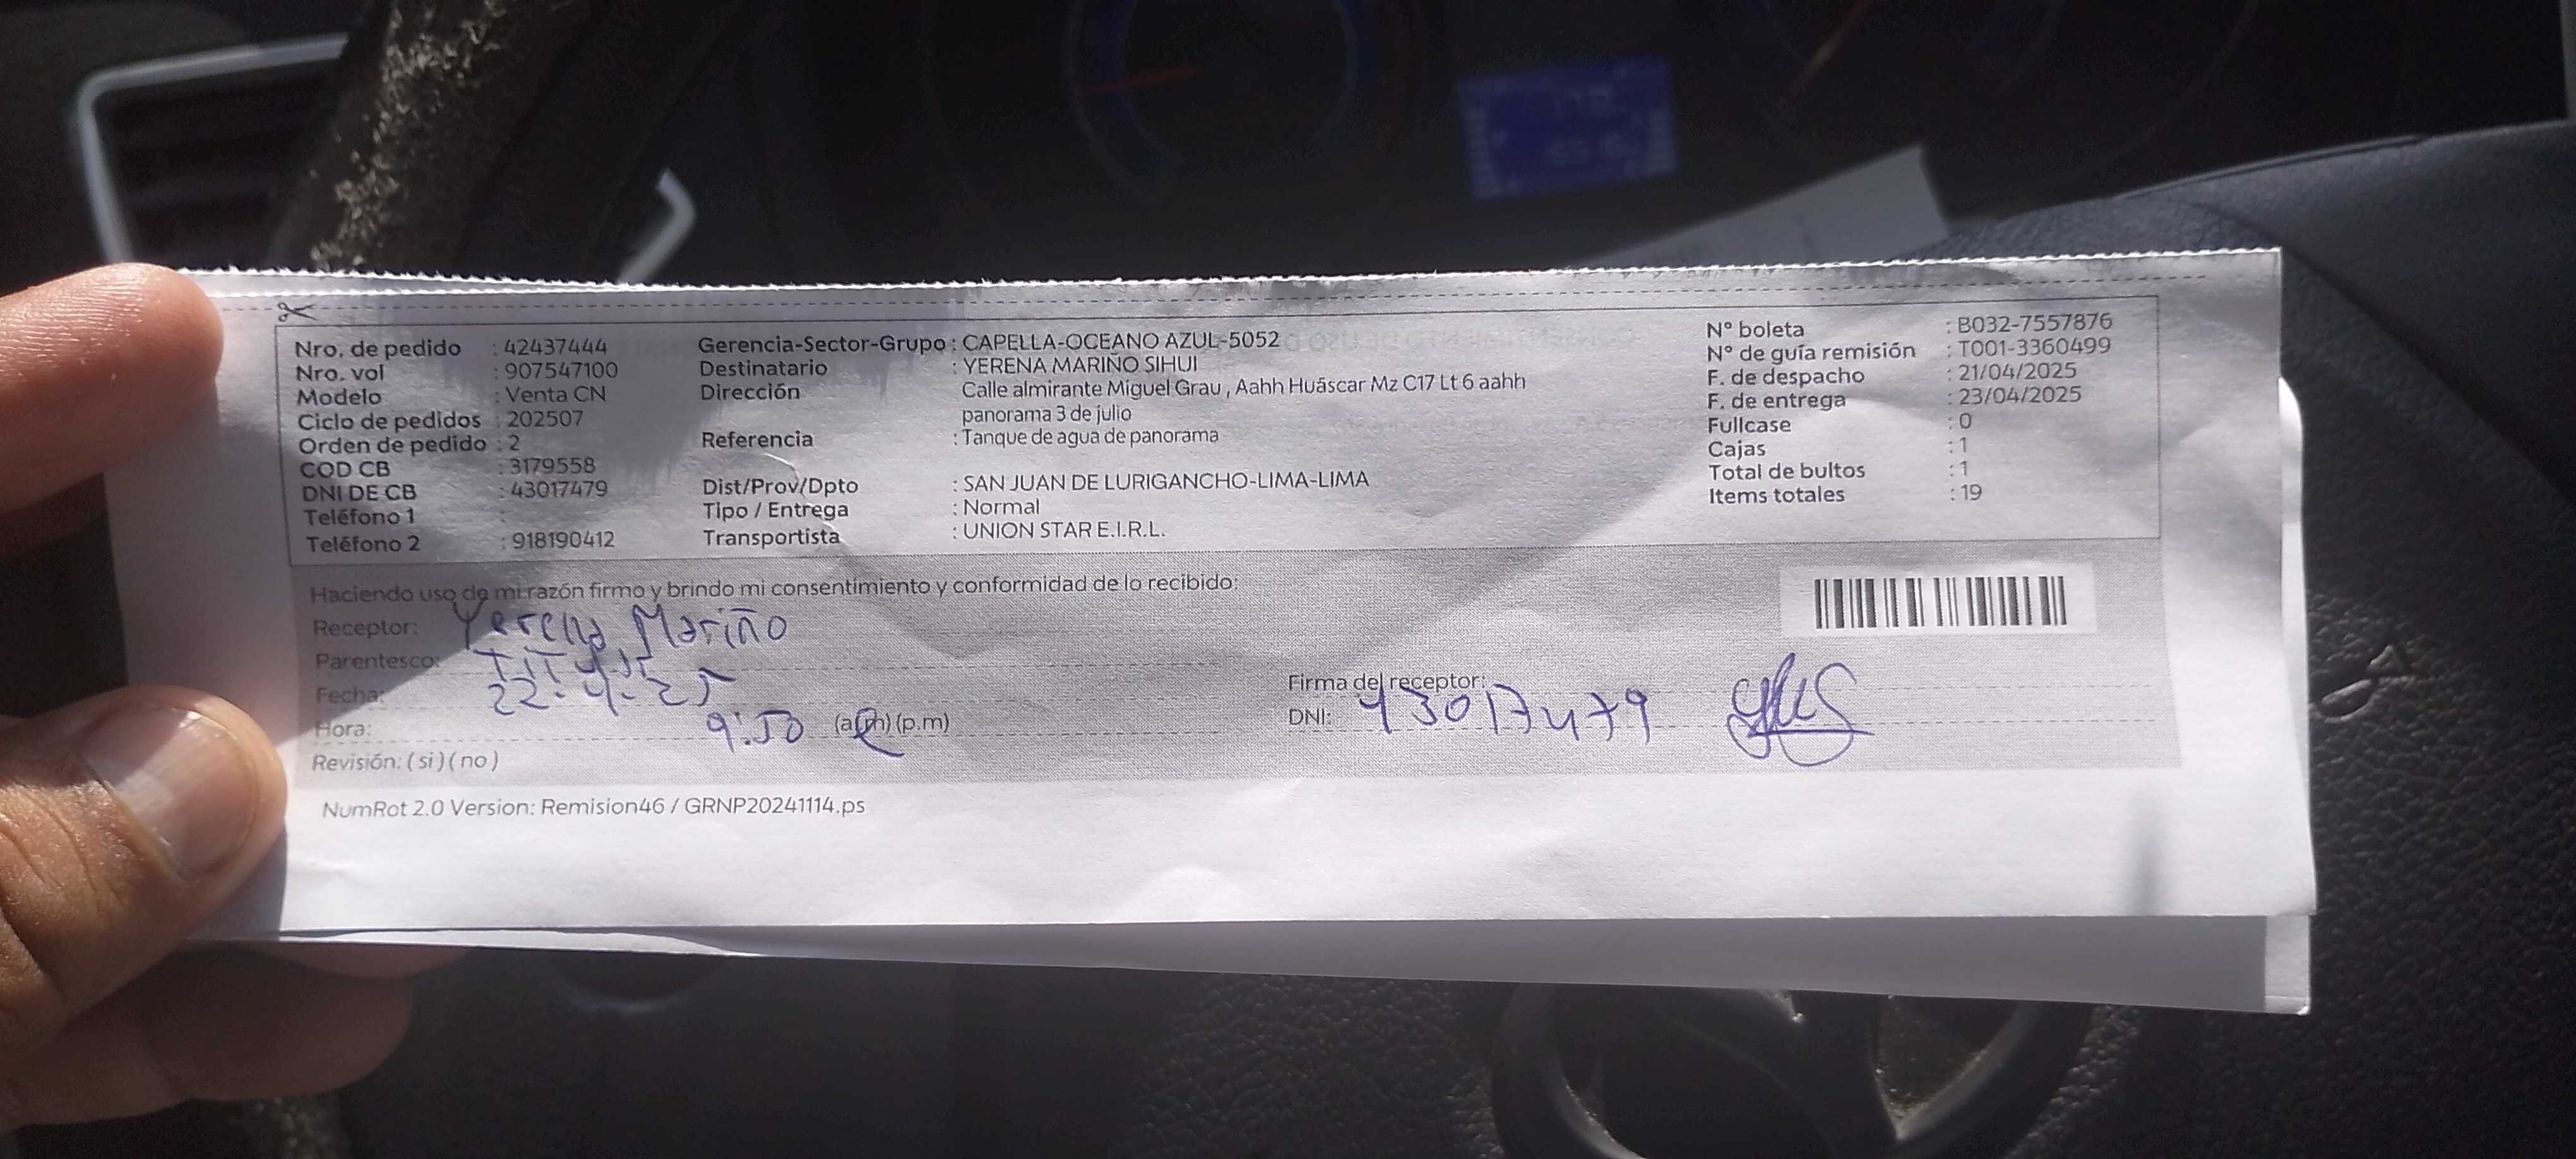 Nro. de pedido : 42437444
Nro. vol : 907547100
Modelo : Venta CN
Ciclo de pedidos : 202507
Orden de pedido : 2
COD CB : 3179558
DNI DE CB : 43017479
Teléfono 1 :
Teléfono 2 : 918190412
Gerencia-Sector-Grupo : CAPELLA-OCEANO AZUL-5052
Destinatario : YERENA MARIÑO SIHUI
Dirección Calle almirante Miguel Grau , Aahh Huáscar Mz C17 Lt 6 aahh
panorama 3 de julio
Referencia : Tanque de agua de panorama
Dist/Prov/Dpto : SAN JUAN DE LURIGANCHO-LIMA-LIMA
Tipo / Entrega : Normal
Transportista : UNION STAR E.I.R.L.
N° boleta : B032-7557876
N° de guía remisión : T001-3360499
F. de despacho : 21/04/2025
F. de entrega : 23/04/2025
Fullcase : 0
Cajas : 1
Total de bultos : 1
Items totales : 19
Haciendo uso de mi razón firmo y brindo mi consentimiento y conformidad de lo recibido:
Receptor: Yerena Mariño
Parentesco:
Fecha: 22.4.25
Hora: 9:50 (a.m) (p.m)
Revisión: ( si ) ( no )
Firma del receptor:
DNI: 43017479
NumRot 2.0 Version: Remision46 / GRNP20241114.ps